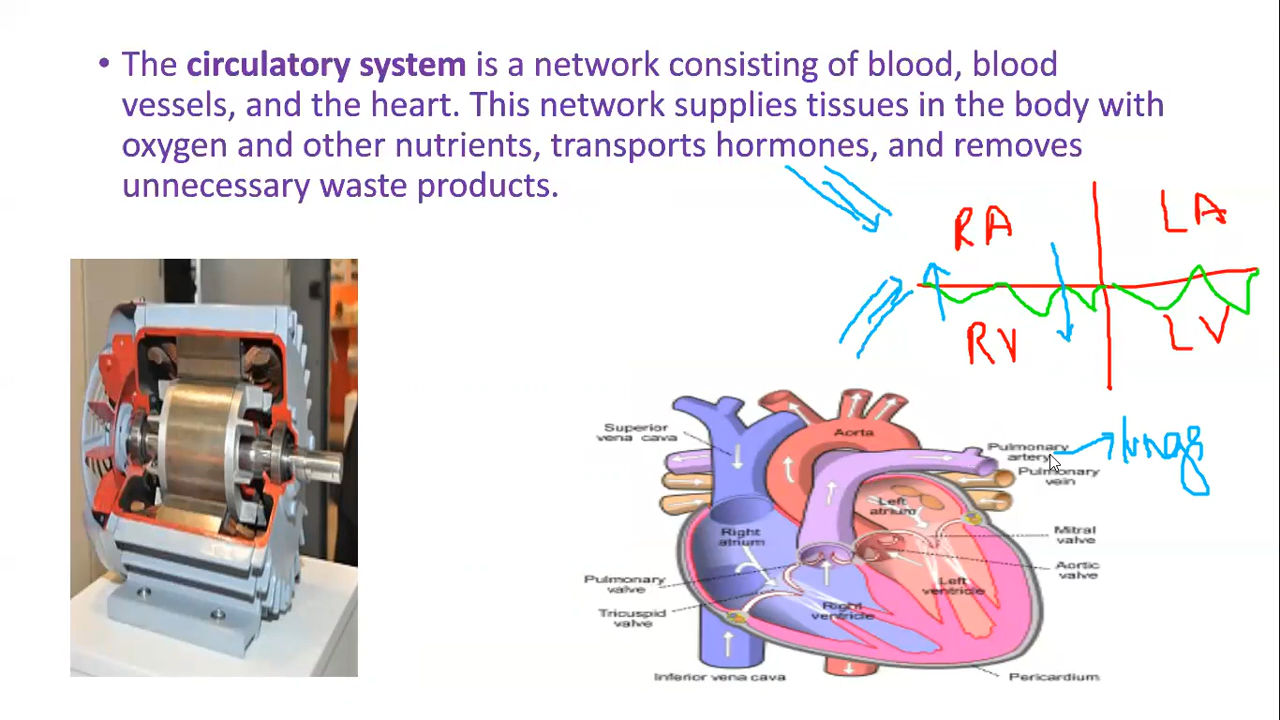 • The circulatory system is a network consisting of blood, blood
vessels, and the heart. This network supplies tissues in the body with
oxygen and other nutrients, transports hormones, and removes
unnecessary waste products.
RA
LA
RV
LV
Superior
vena cava
Aorta
Pulmonary
artery
lungs
Pulmonary
vein
Left
atrium
Right
atrium
Mitral
valve
Aortic
valve
Pulmonary
valve
Left
ventricle
Tricuspid
valve
Right
ventricle
Inferior vena cava
Pericardium